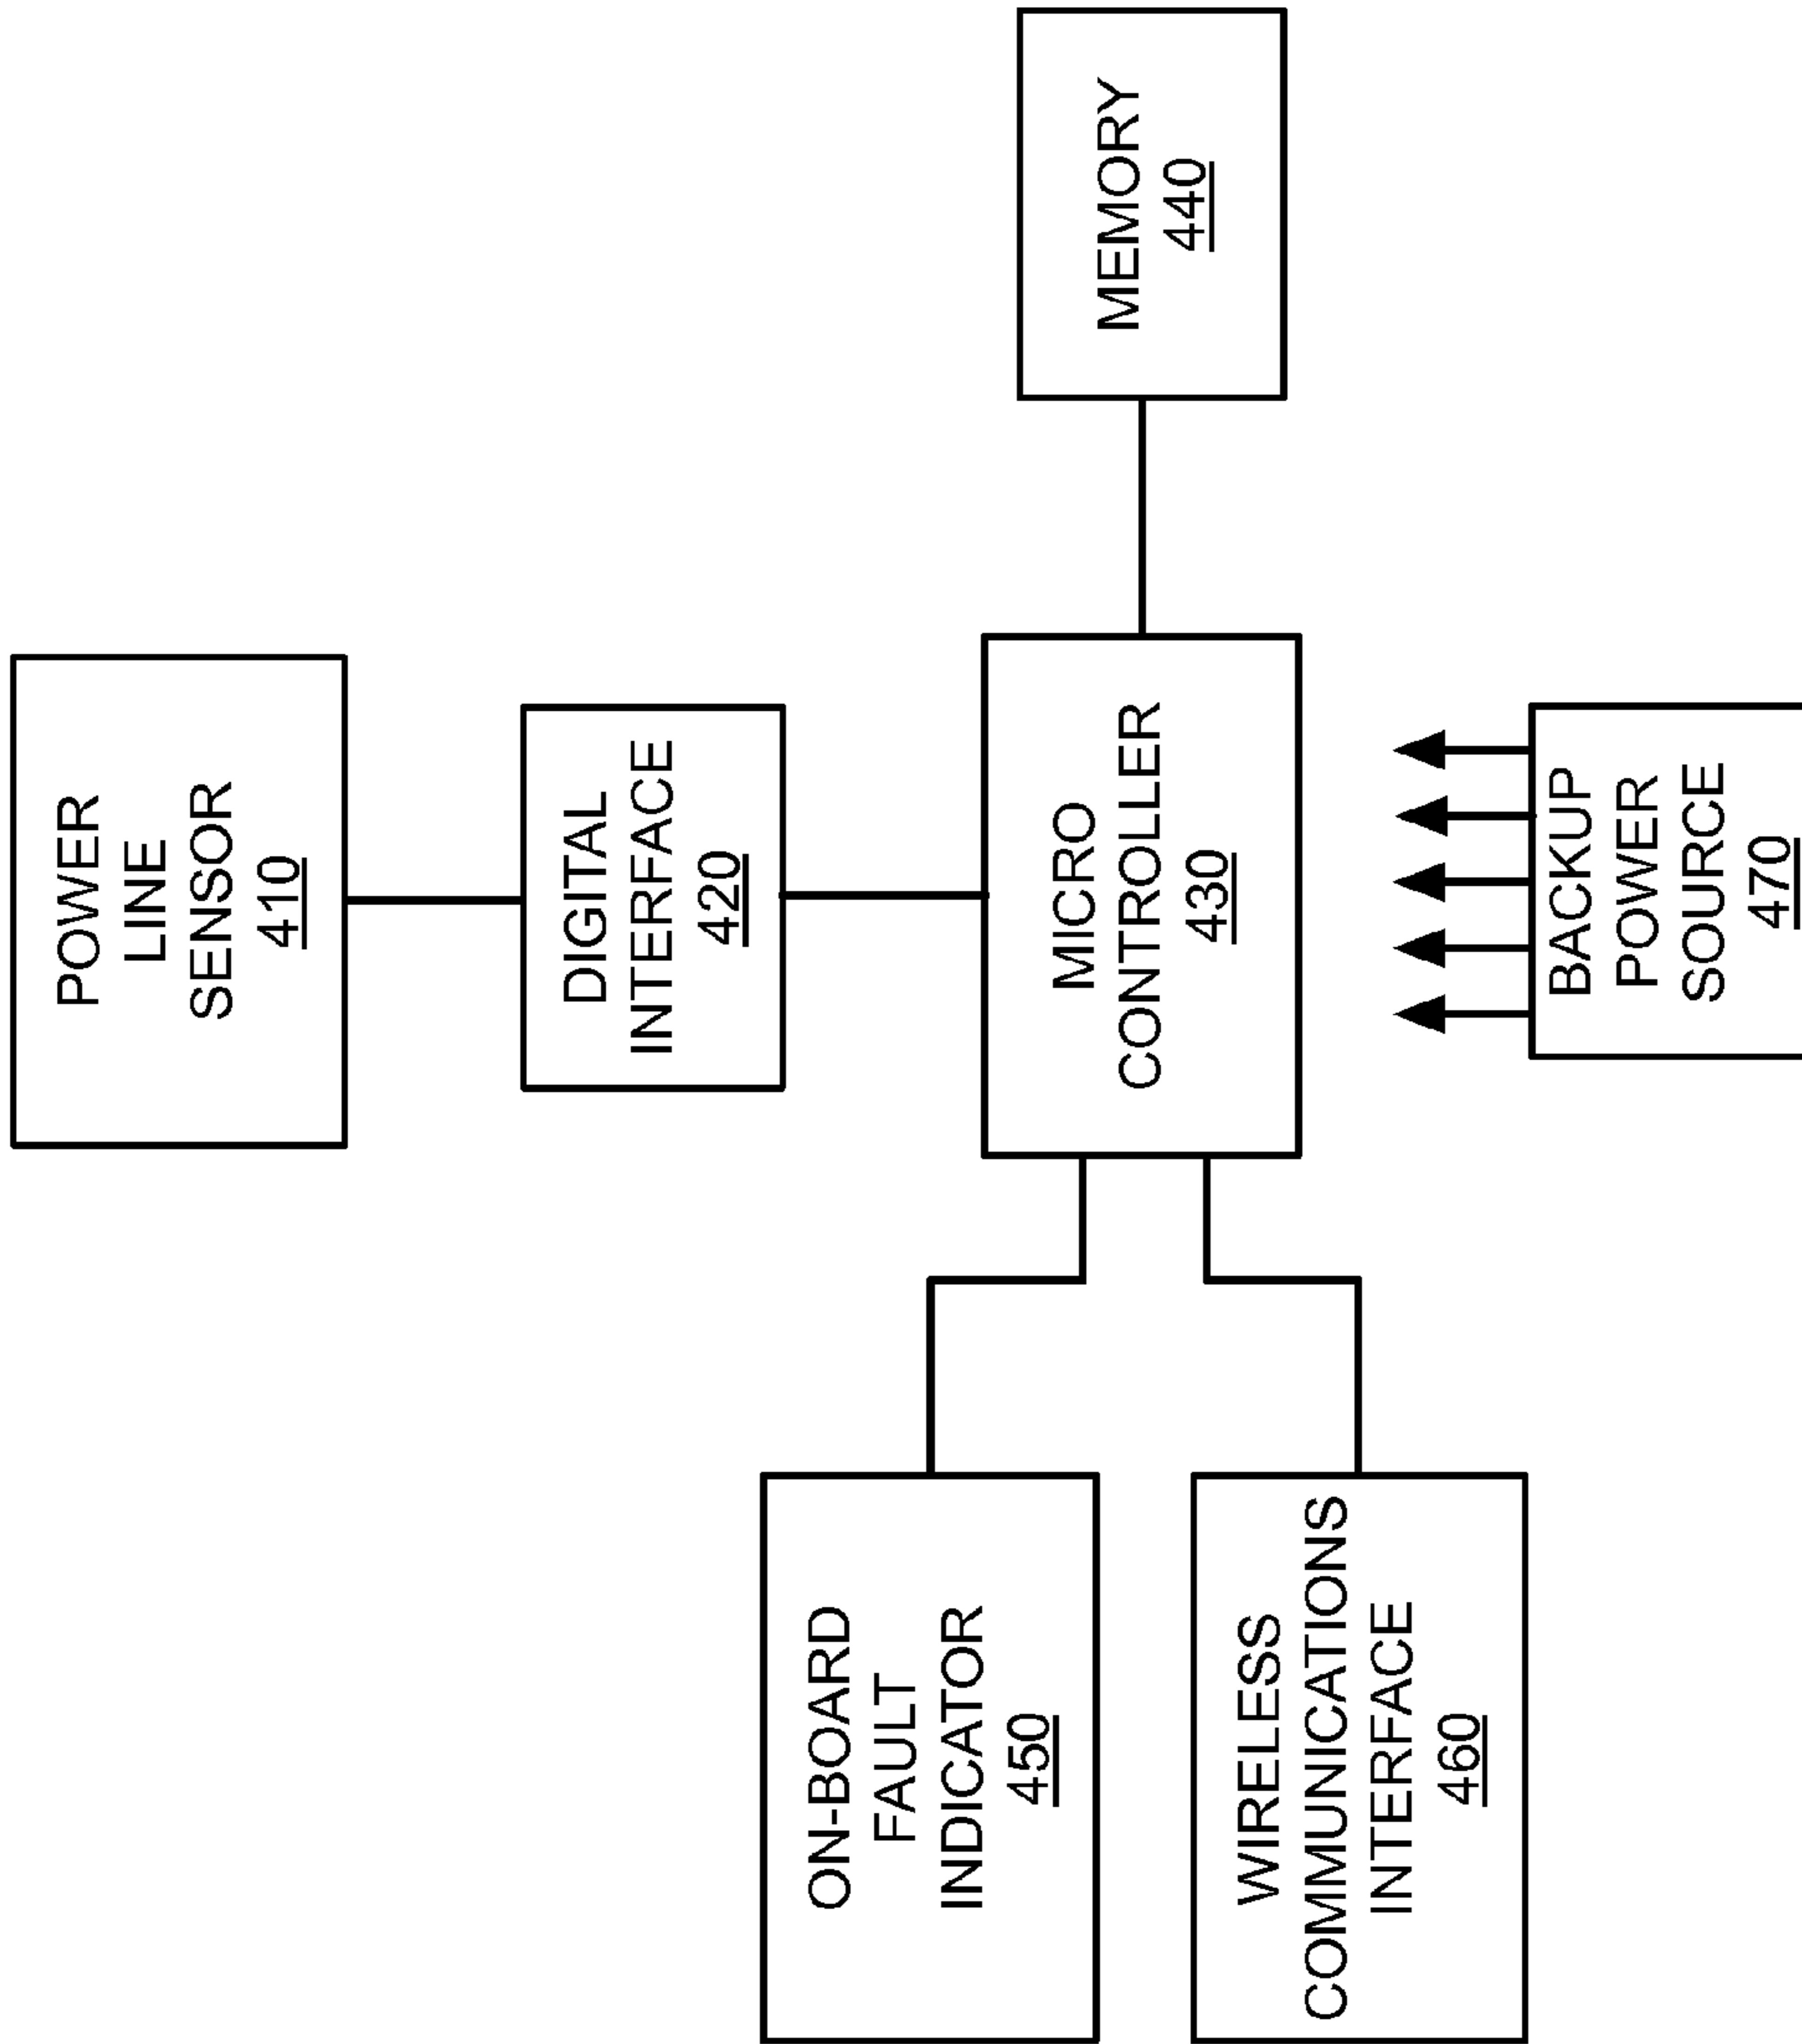 POWER
LINE
SENSOR
410
DIGITAL
INTERFACE
420
MICRO
CONTROLLER
430
MEMORY
440
ON-BOARD
FAULT
INDICATOR
450
WIRELESS
COMMUNICATIONS
INTERFACE
460
BACKUP
POWER
SOURCE
470